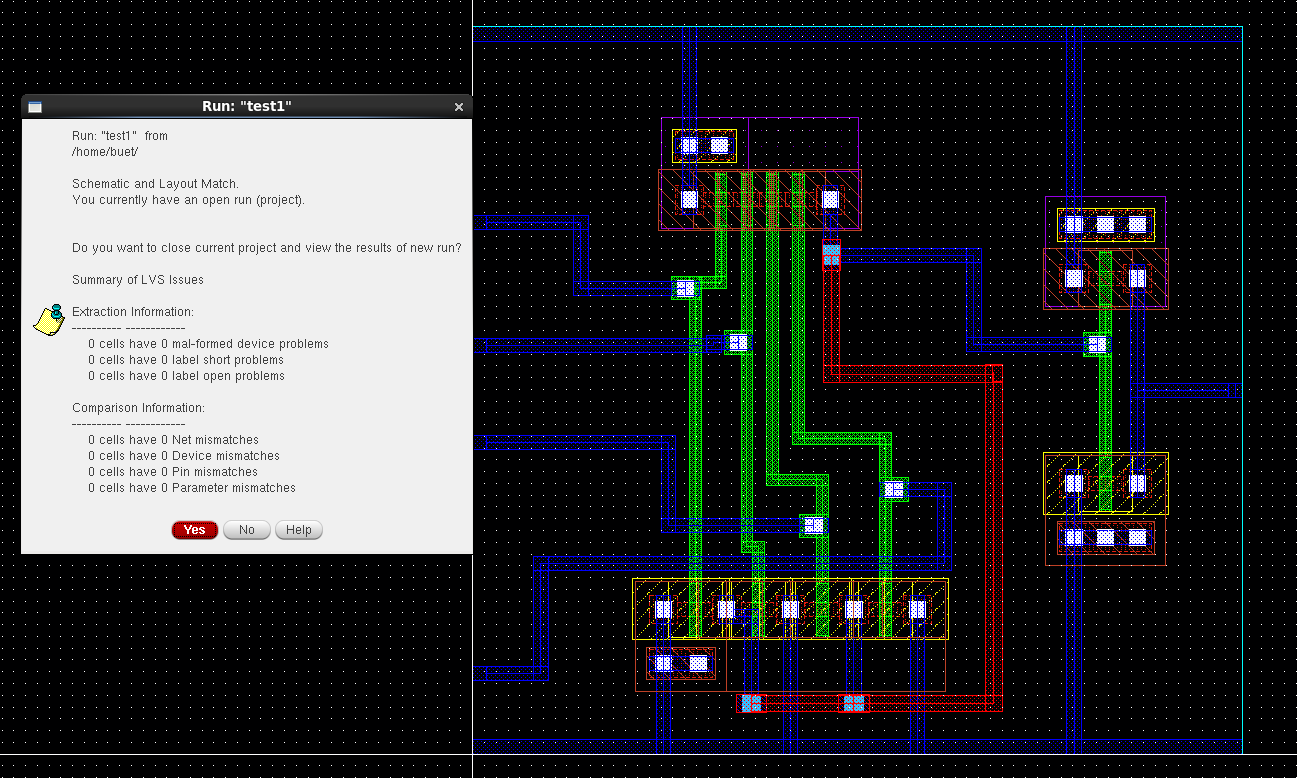 Run: "test1"
Run: "test1" from
/home/buet/
Schematic and Layout Match.
You currently have an open run (project).
Do you want to close current project and view the results of new run?
Summary of LVS Issues
Extraction Information:
---------- ------------
0 cells have 0 mal-formed device problems
0 cells have 0 label short problems
0 cells have 0 label open problems
Comparison Information:
---------- ------------
0 cells have 0 Net mismatches
0 cells have 0 Device mismatches
0 cells have 0 Pin mismatches
0 cells have 0 Parameter mismatches
Yes No Help